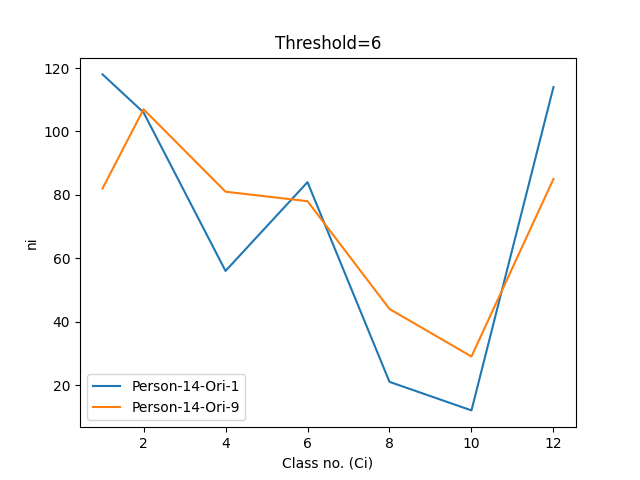 Threshold=6
120
100
80
60
40
20
ni
Person-14-Ori-1
Person-14-Ori-9
2 4 6 8 10 12
Class no. (Ci)